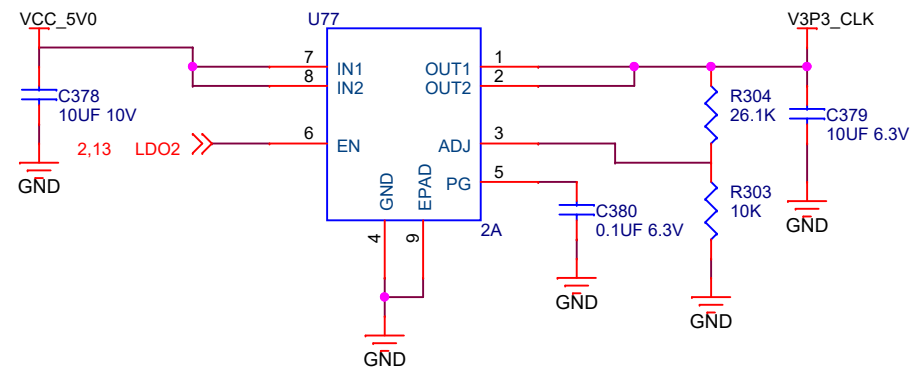 VCC_5V0
U77
V3P3_CLK
7
IN1
OUT1
1
8
IN2
OUT2
2
C378
10UF 10V
R304
26.1K
C379
10UF 6.3V
2,13
LDO2
6
EN
ADJ
3
GND
EPAD
PG
5
GND
C380
0.1UF 6.3V
R303
10K
GND
4
9
2A
GND
GND
GND